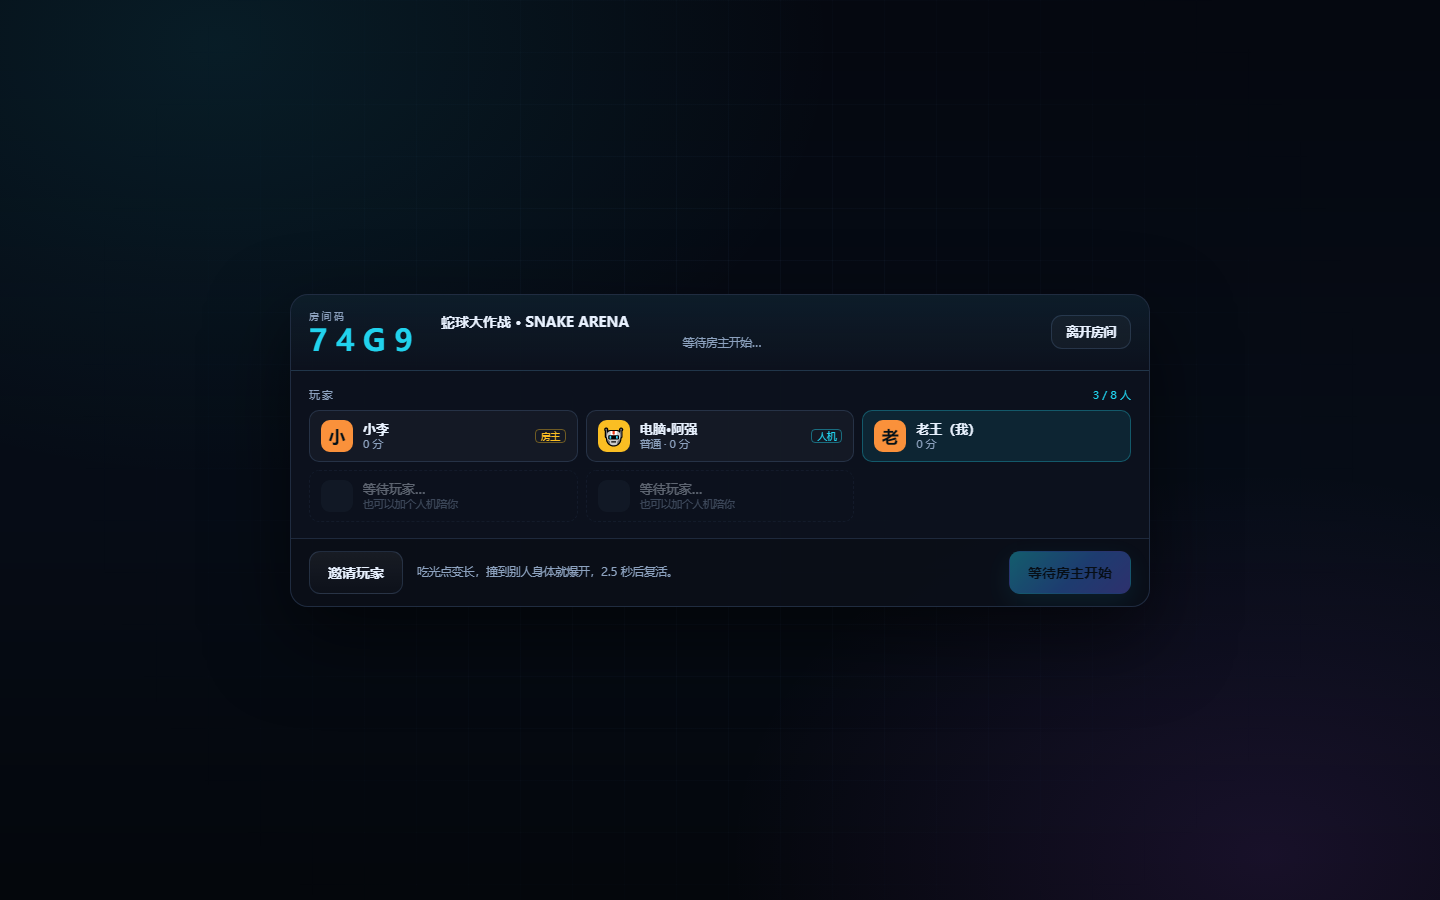 房间码
74G9
蛇球大作战 • SNAKE ARENA
等待房主开始...
离开房间
玩家
3 / 8 人
小
小李
0 分
房主
电脑•阿强
普通 · 0 分
人机
老
老王（我）
0 分
等待玩家...
也可以加个人机陪你
等待玩家...
也可以加个人机陪你
邀请玩家
吃光点变长，撞到别人身体就爆开，2.5 秒后复活。
等待房主开始